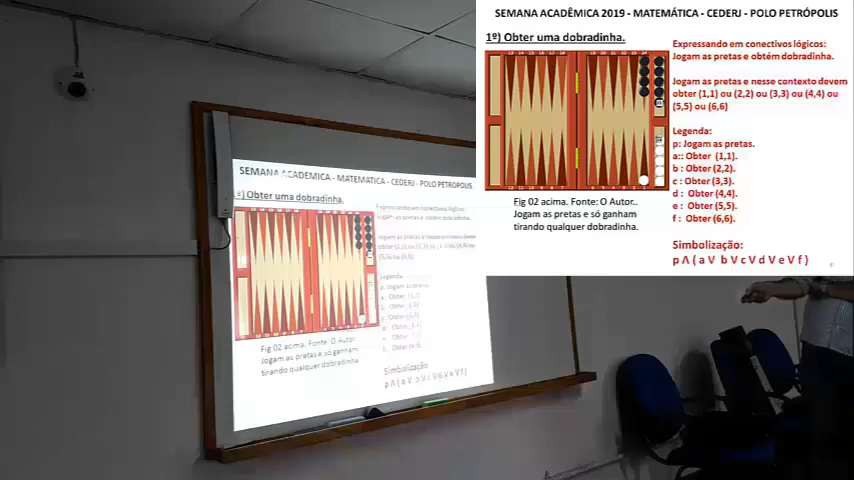 SEMANA ACADÊMICA 2019 - MATEMÁTICA - CEDERJ - POLO PETRÓPOLIS
1º) Obter uma dobradinha.
Expressando em conectivos lógicos:
Jogam as pretas e obtém dobradinha.
Jogam as pretas e nesse contexto devem
obter (1,1) ou (2,2) ou (3,3) ou (4,4) ou
(5,5) ou (6,6)
Legenda:
p: Jogam as pretas.
a:: Obter (1,1).
b : Obter (2,2).
c : Obter (3,3).
d : Obter (4,4).
e : Obter (5,5).
f : Obter (6,6).
Simbolização:
p Λ ( a V b V c V d V e V f )
Fig 02 acima. Fonte: O Autor..
Jogam as pretas e só ganham
tirando qualquer dobradinha.
SEMANA ACADEMICA - MATEMATICA - CEDERJ - POLO PETROPOLIS
1º) Obter uma dobradinha.
Legenda:
Fig 02 acima. Fonte: O Autor
Jogam as pretas e só ganham
tirando qualquer dobradinha
Simbolização
p Λ ( a V b V c V d V e V f )